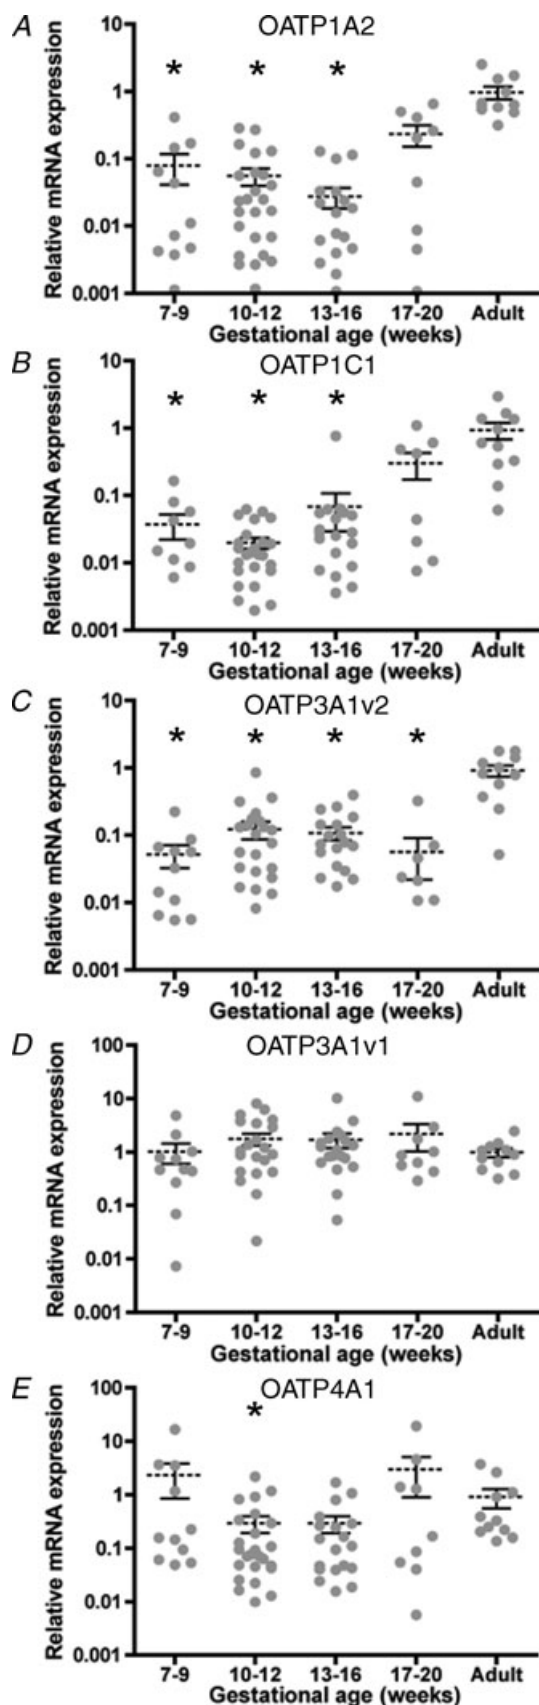 A OATP1A2
Relative mRNA expression
10
1
0.1
0.01
0.001
* * *
7-9 10-12 13-16 17-20 Adult
Gestational age (weeks)
B OATP1C1
Relative mRNA expression
10
1
0.1
0.01
0.001
* * *
7-9 10-12 13-16 17-20 Adult
Gestational age (weeks)
C OATP3A1v2
Relative mRNA expression
10
1
0.1
0.01
0.001
* * * *
7-9 10-12 13-16 17-20 Adult
Gestational age (weeks)
D OATP3A1v1
Relative mRNA expression
100
10
1
0.1
0.01
0.001
7-9 10-12 13-16 17-20 Adult
Gestational age (weeks)
E OATP4A1
Relative mRNA expression
100
10
1
0.1
0.01
0.001
*
7-9 10-12 13-16 17-20 Adult
Gestational age (weeks)